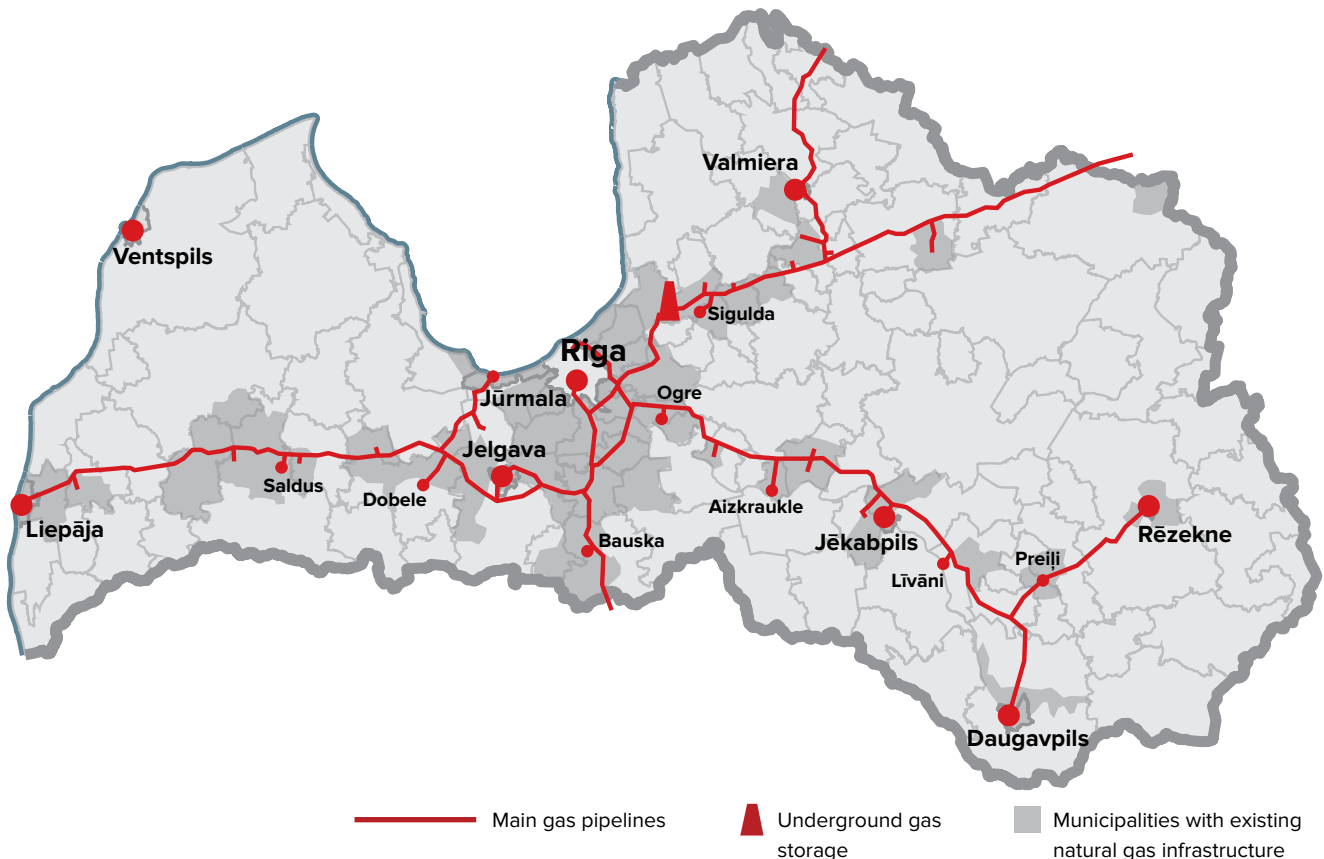 Valmiera
Ventspils
Sigulda
Riga
Jūrmala
Ogre
Jelgava
Saldus
Dobele
Aizkraukle
Liepāja
Bauska
Jēkabpils
Rēzekne
Preiļi
Līvāni
Daugavpils
Main gas pipelines
Underground gas
storage
Municipalities with existing
natural gas infrastructure